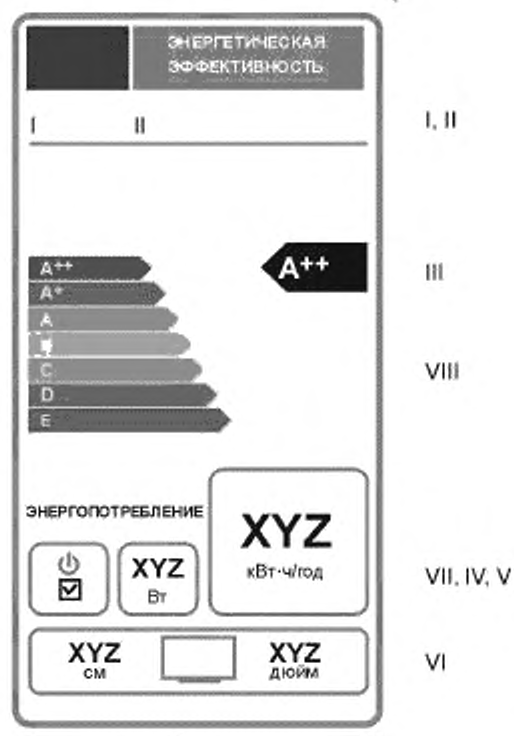 ЭНЕРГЕТИЧЕСКАЯ
ЭФФЕКТИВНОСТЬ
I II
I, II
A++
A++
III
A+
A
C
VIII
D
E
ЭНЕРГОПОТРЕБЛЕНИЕ
XYZ
кВт·ч/год
XYZ
Вт
VII, IV, V
XYZ
см
XYZ
дюйм
VI